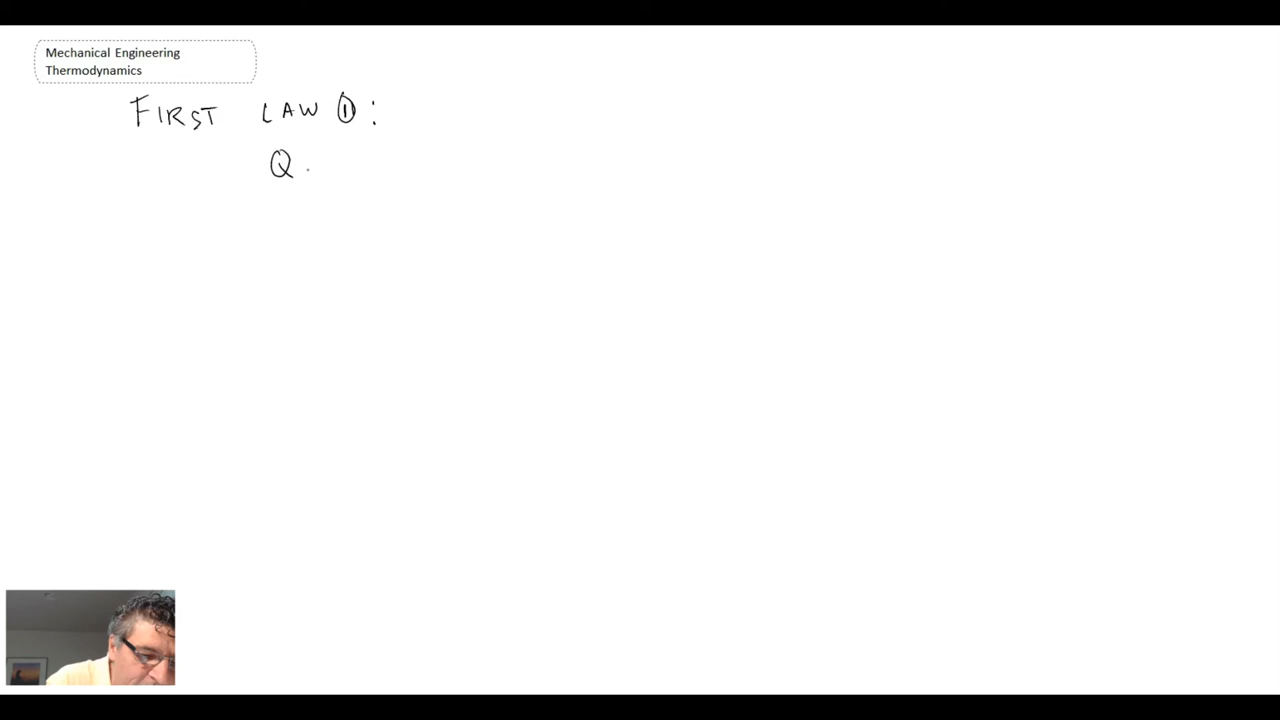 Mechanical Engineering
Thermodynamics
FIRST LAW ①:
Q